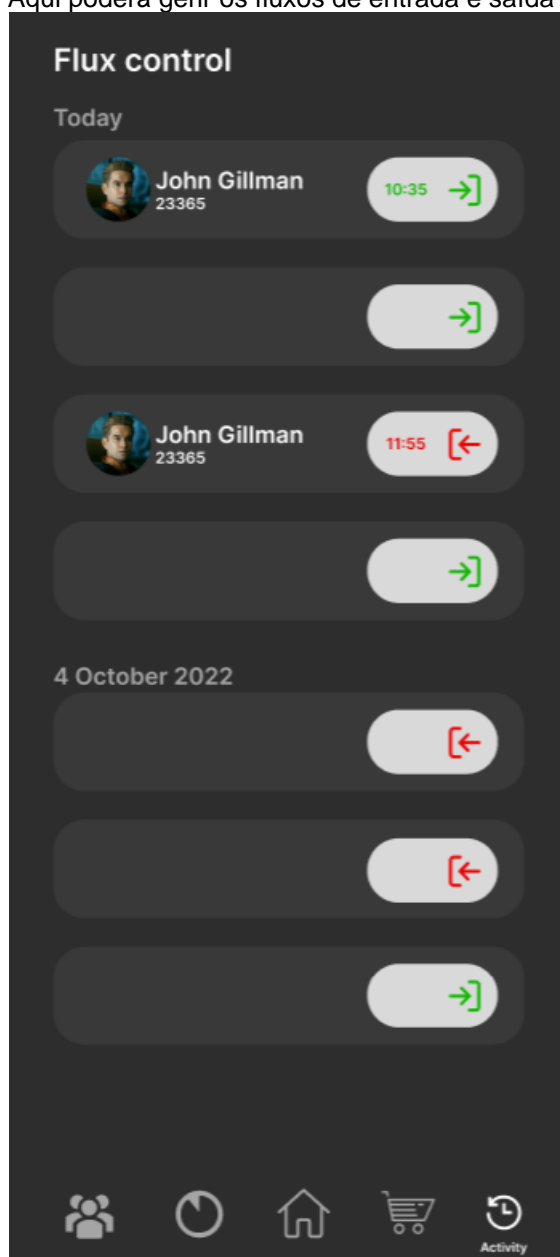 Aqui poderá gerir os fluxos de entrada e saída
Flux control
Today
John Gillman
23365
10:35
John Gillman
23365
11:55
4 October 2022
Activity